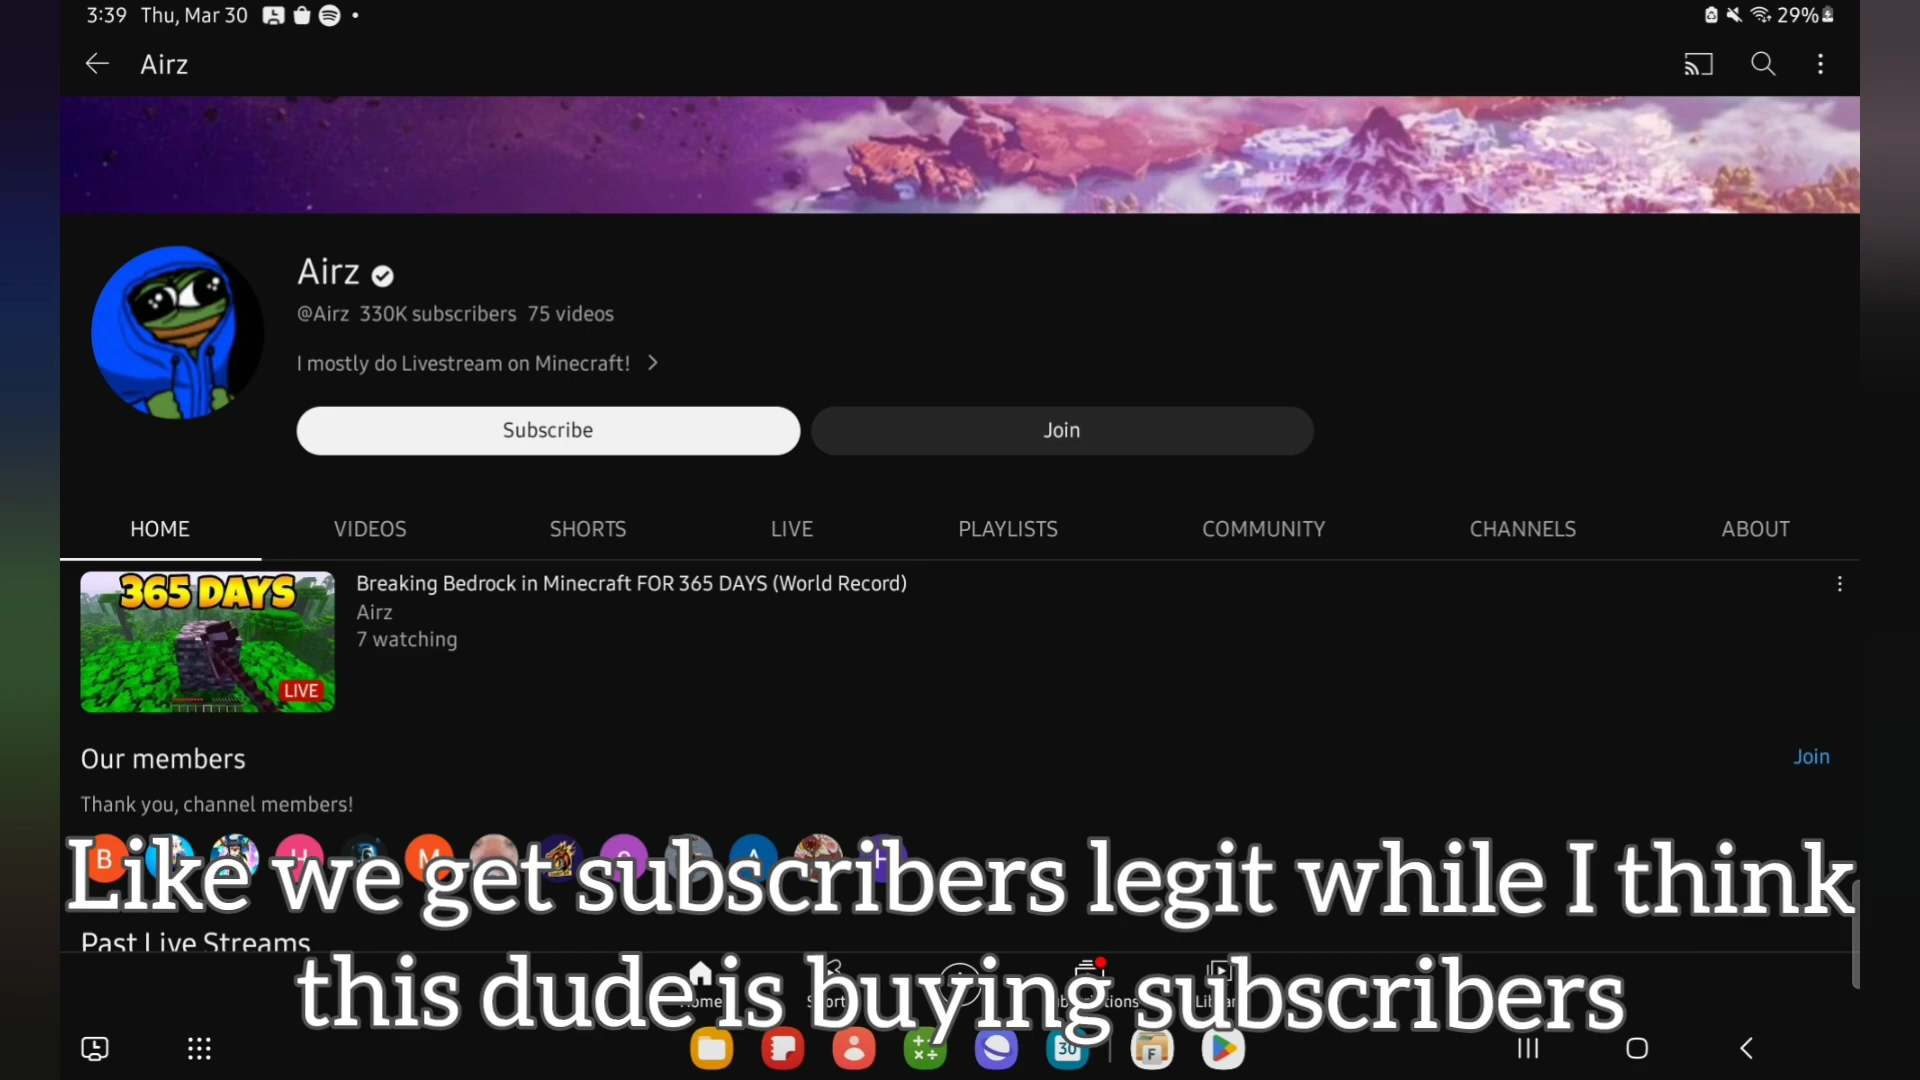 3:39 Thu, Mar 30
29%
Airz
Airz
@Airz 330K subscribers 75 videos
I mostly do Livestream on Minecraft!
Subscribe
Join
HOME VIDEOS SHORTS LIVE PLAYLISTS COMMUNITY CHANNELS ABOUT
365 DAYS
LIVE
Breaking Bedrock in Minecraft FOR 365 DAYS (World Record)
Airz
7 watching
Our members
Join
Thank you, channel members!
B H M A H
Like we get subscribers legit while I think
Past Live Streams
this dude is buying subscribers
30
F